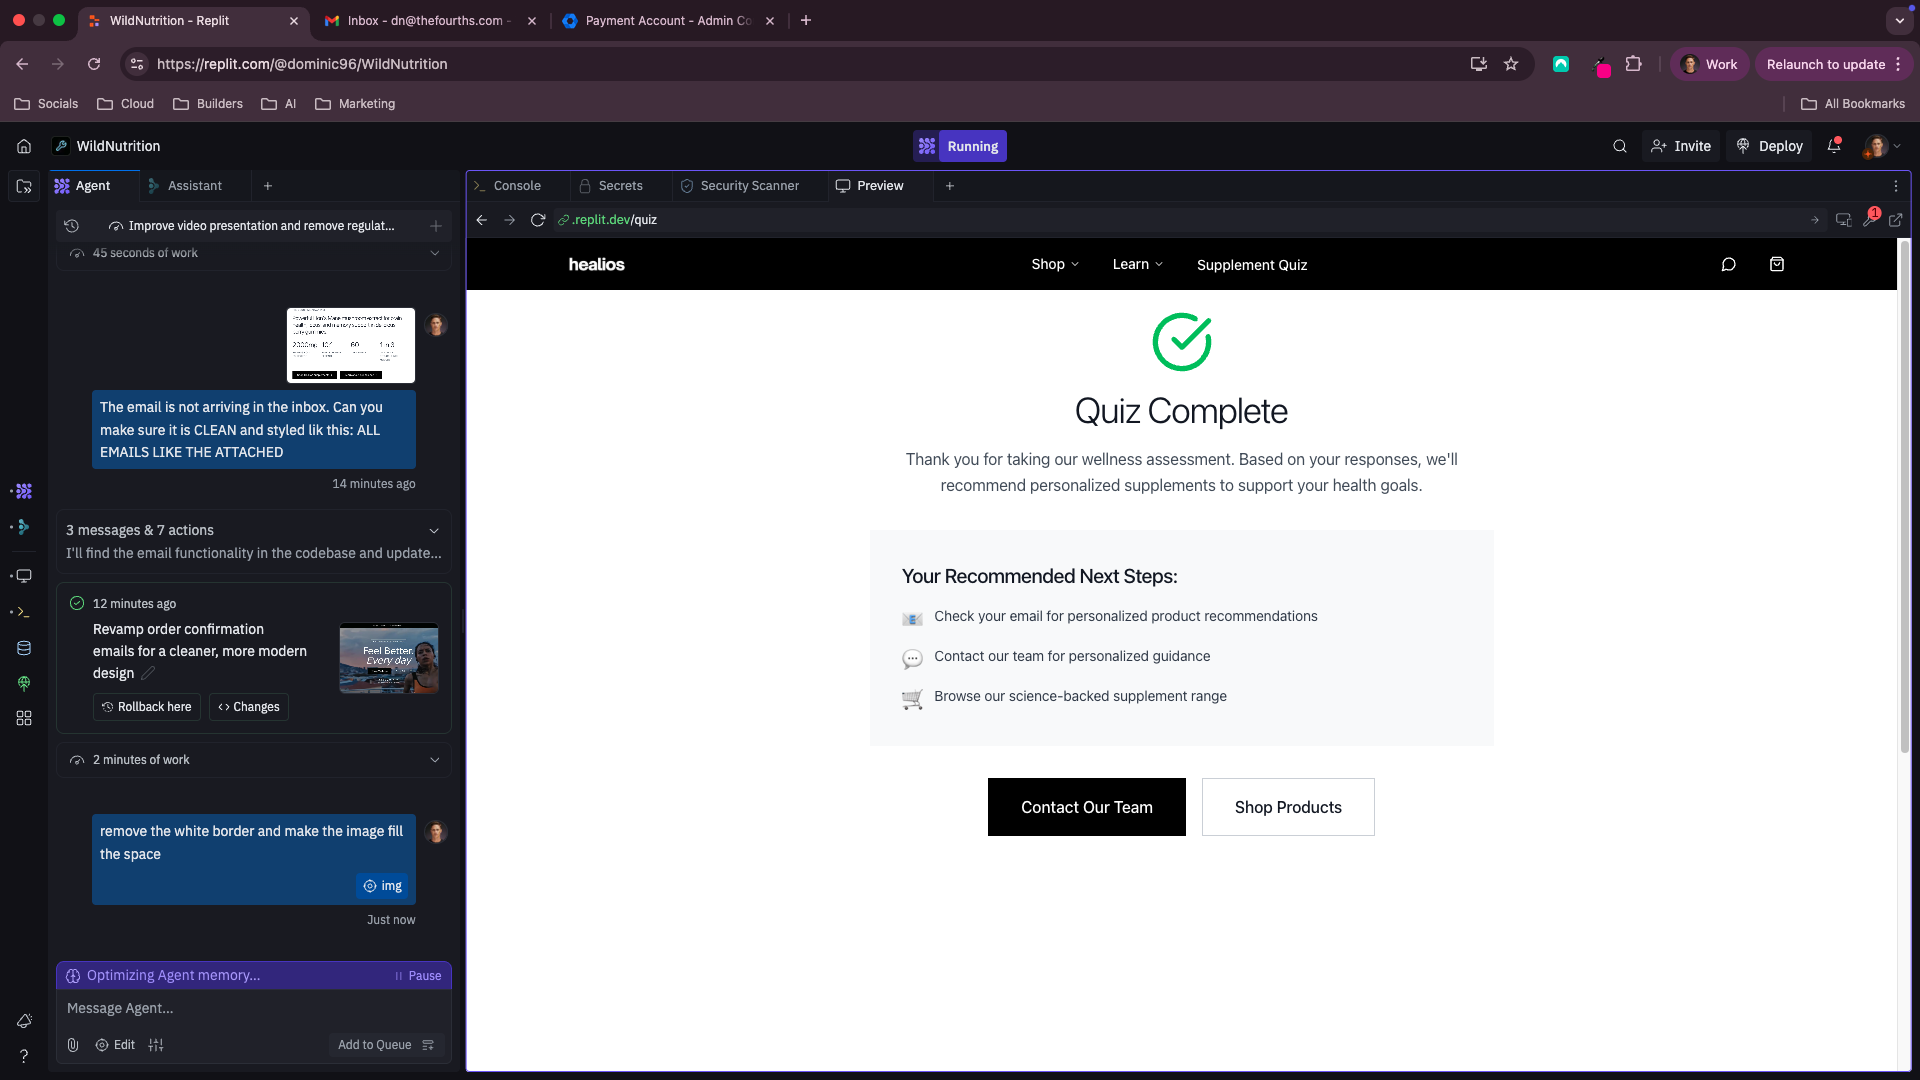 WildNutrition - Replit
Inbox - dn@thefourths.com -
Payment Account - Admin Co
https://replit.com/@dominic96/WildNutrition
Work
Relaunch to update
Socials
Cloud
Builders
AI
Marketing
All Bookmarks
WildNutrition
Running
Invite
Deploy
Agent
Assistant
Console
Secrets
Security Scanner
Preview
Improve video presentation and remove regulat...
.replit.dev/quiz
1
45 seconds of work
healios
Shop
Learn
Supplement Quiz
The email is not arriving in the inbox. Can you
make sure it is CLEAN and styled lik this: ALL
EMAILS LIKE THE ATTACHED
14 minutes ago
3 messages & 7 actions
I'll find the email functionality in the codebase and update...
12 minutes ago
Revamp order confirmation
emails for a cleaner, more modern
design
Feel Better.
Every day
Rollback here
Changes
2 minutes of work
remove the white border and make the image fill
the space
img
Just now
Optimizing Agent memory...
Pause
Message Agent...
Edit
Add to Queue
Quiz Complete
Thank you for taking our wellness assessment. Based on your responses, we'll
recommend personalized supplements to support your health goals.
Your Recommended Next Steps:
Check your email for personalized product recommendations
Contact our team for personalized guidance
Browse our science-backed supplement range
Contact Our Team
Shop Products